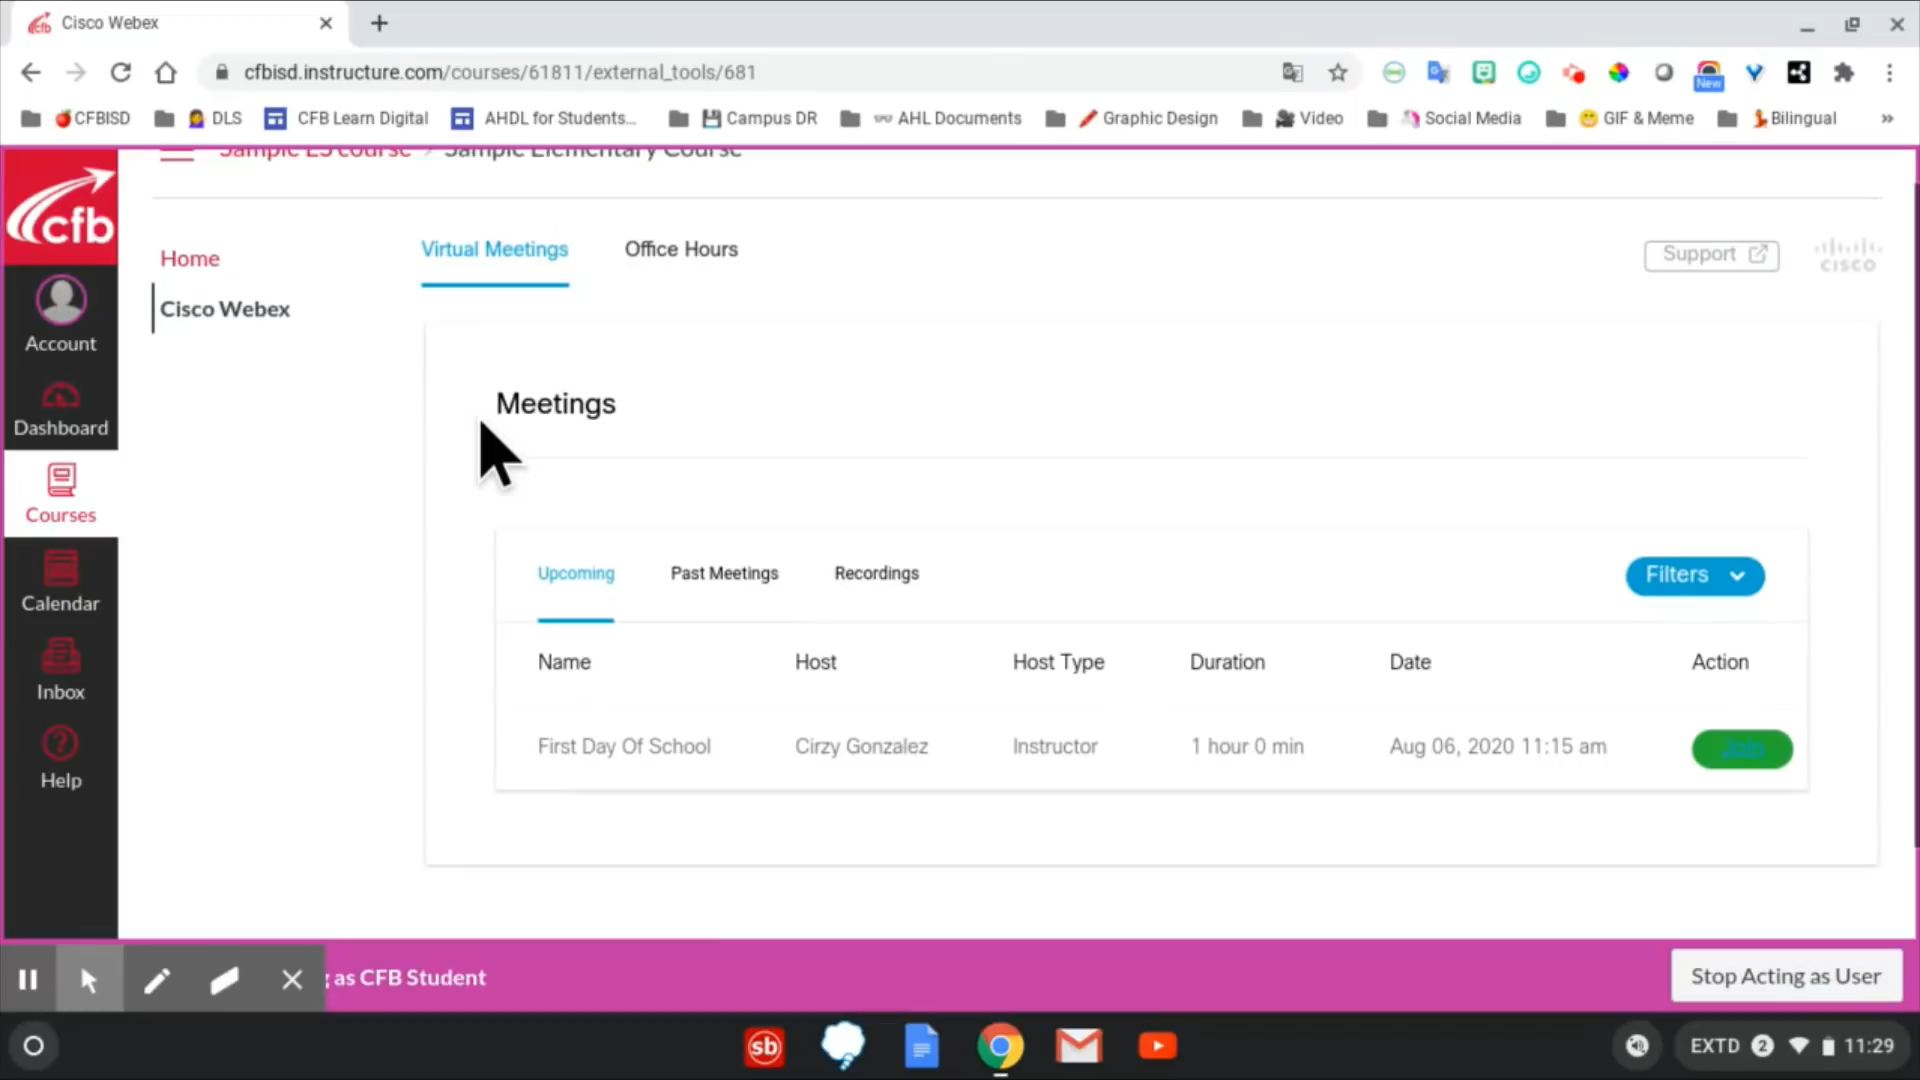 Cisco Webex
cfbisd.instructure.com/courses/61811/external_tools/681
New
CFBISD DLS CFB Learn Digital AHDL for Students... Campus DR AHL Documents Graphic Design Video Social Media GIF & Meme Bilingual »
Sample ES course > Sample Elementary Course
cfb
Account
Dashboard
Courses
Calendar
Inbox
Help
Home
Cisco Webex
Virtual Meetings Office Hours
Support
CISCO
Meetings
Upcoming Past Meetings Recordings
Filters
Name Host Host Type Duration Date Action
First Day Of School Cirzy Gonzalez Instructor 1 hour 0 min Aug 06, 2020 11:15 am Join
as CFB Student
Stop Acting as User
sb
EXTD 2 11:29